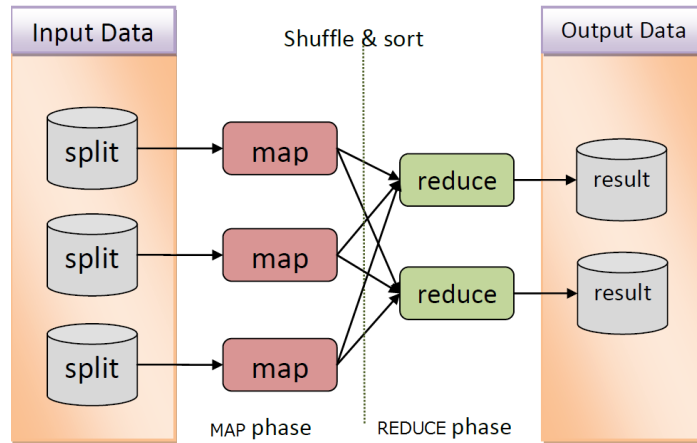 Input Data
Shuffle & sort
Output Data
split
map
reduce
result
split
map
reduce
result
split
map
MAP phase
REDUCE phase